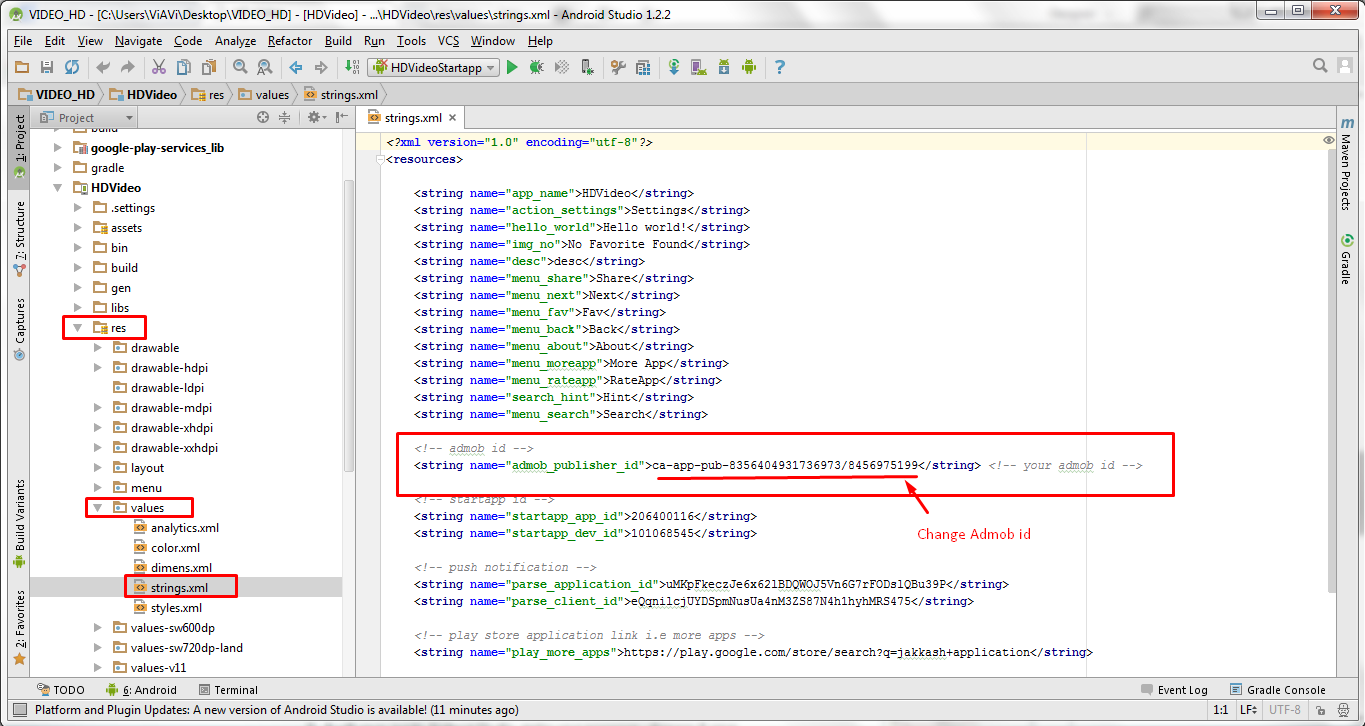 VIDEO_HD - [C:\Users\ViAVi\Desktop\VIDEO_HD] - [HDVideo] - ...\HDVideo\res\values\strings.xml - Android Studio 1.2.2
File Edit View Navigate Code Analyze Refactor Build Run Tools VCS Window Help
HDVideoStartapp
VIDEO_HD HDVideo res values strings.xml
Project
strings.xml
1: Project
7: Structure
Captures
Build Variants
2: Favorites
build
google-play-services_lib
gradle
HDVideo
.settings
assets
bin
build
gen
libs
res
drawable
drawable-hdpi
drawable-ldpi
drawable-mdpi
drawable-xhdpi
drawable-xxhdpi
layout
menu
values
analytics.xml
color.xml
dimens.xml
strings.xml
styles.xml
values-sw600dp
values-sw720dp-land
values-v11
<?xml version="1.0" encoding="utf-8"?>
<resources>
<string name="app_name">HDVideo</string>
<string name="action_settings">Settings</string>
<string name="hello_world">Hello world!</string>
<string name="img_no">No Favorite Found</string>
<string name="desc">desc</string>
<string name="menu_share">Share</string>
<string name="menu_next">Next</string>
<string name="menu_fav">Fav</string>
<string name="menu_back">Back</string>
<string name="menu_about">About</string>
<string name="menu_moreapp">More App</string>
<string name="menu_rateapp">RateApp</string>
<string name="search_hint">Hint</string>
<string name="menu_search">Search</string>
<!-- admob id -->
<string name="admob_publisher_id">ca-app-pub-8356404931736973/8456975199</string> <!-- your admob id -->
<!-- startapp id -->
<string name="startapp_app_id">206400116</string>
<string name="startapp_dev_id">101068545</string>
Change Admob id
<!-- push notification -->
<string name="parse_application_id">uMKpFkeczJe6x62lBDQWOJ5Vn6G7rFODslQBu39P</string>
<string name="parse_client_id">eQgnilcjUYDSpmNusUa4nM3ZS87N4h1hyhMRS475</string>
<!-- play store application link i.e more apps -->
<string name="play_more_apps">https://play.google.com/store/search?q=jakkash+application</string>
m Maven Projects
Gradle
TODO 6: Android Terminal Event Log Gradle Console
Platform and Plugin Updates: A new version of Android Studio is available! (11 minutes ago) 1:1 LF UTF-8